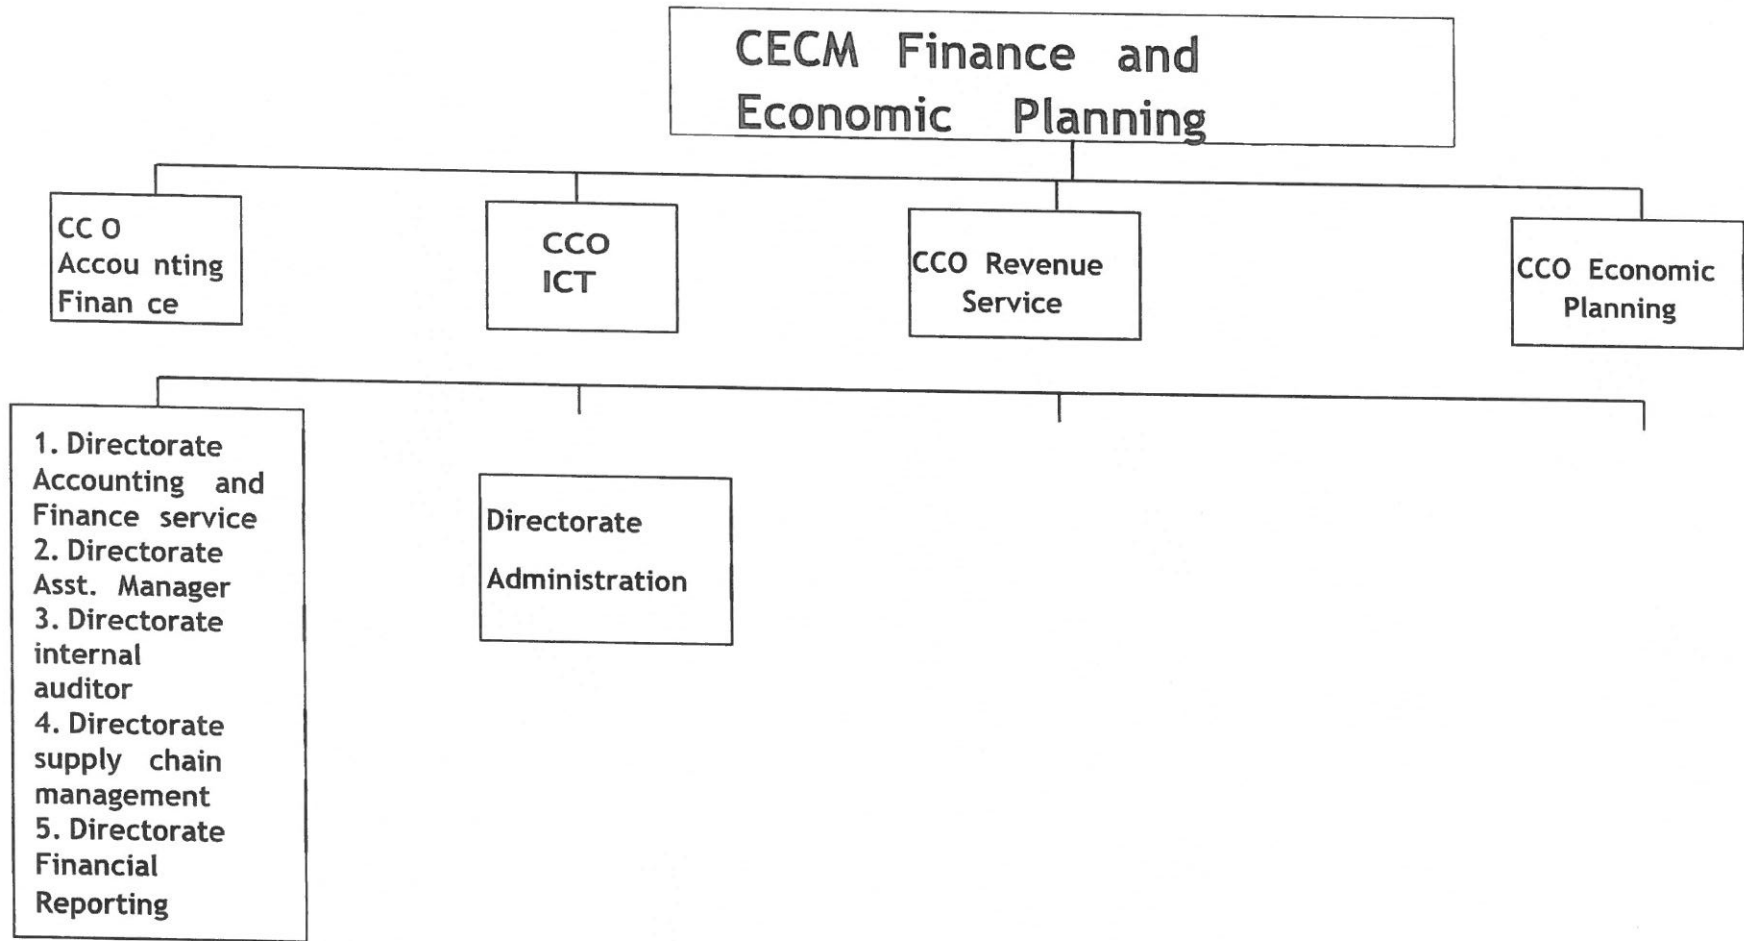 CECM Finance and
Economic Planning
CC O
Accou nting
Finan ce
CCO
ICT
CCO Revenue
Service
CCO Economic
Planning
1. Directorate
Accounting and
Finance service
2. Directorate
Asst. Manager
3. Directorate
internal
auditor
4. Directorate
supply chain
management
5. Directorate
Financial
Reporting
Directorate
Administration